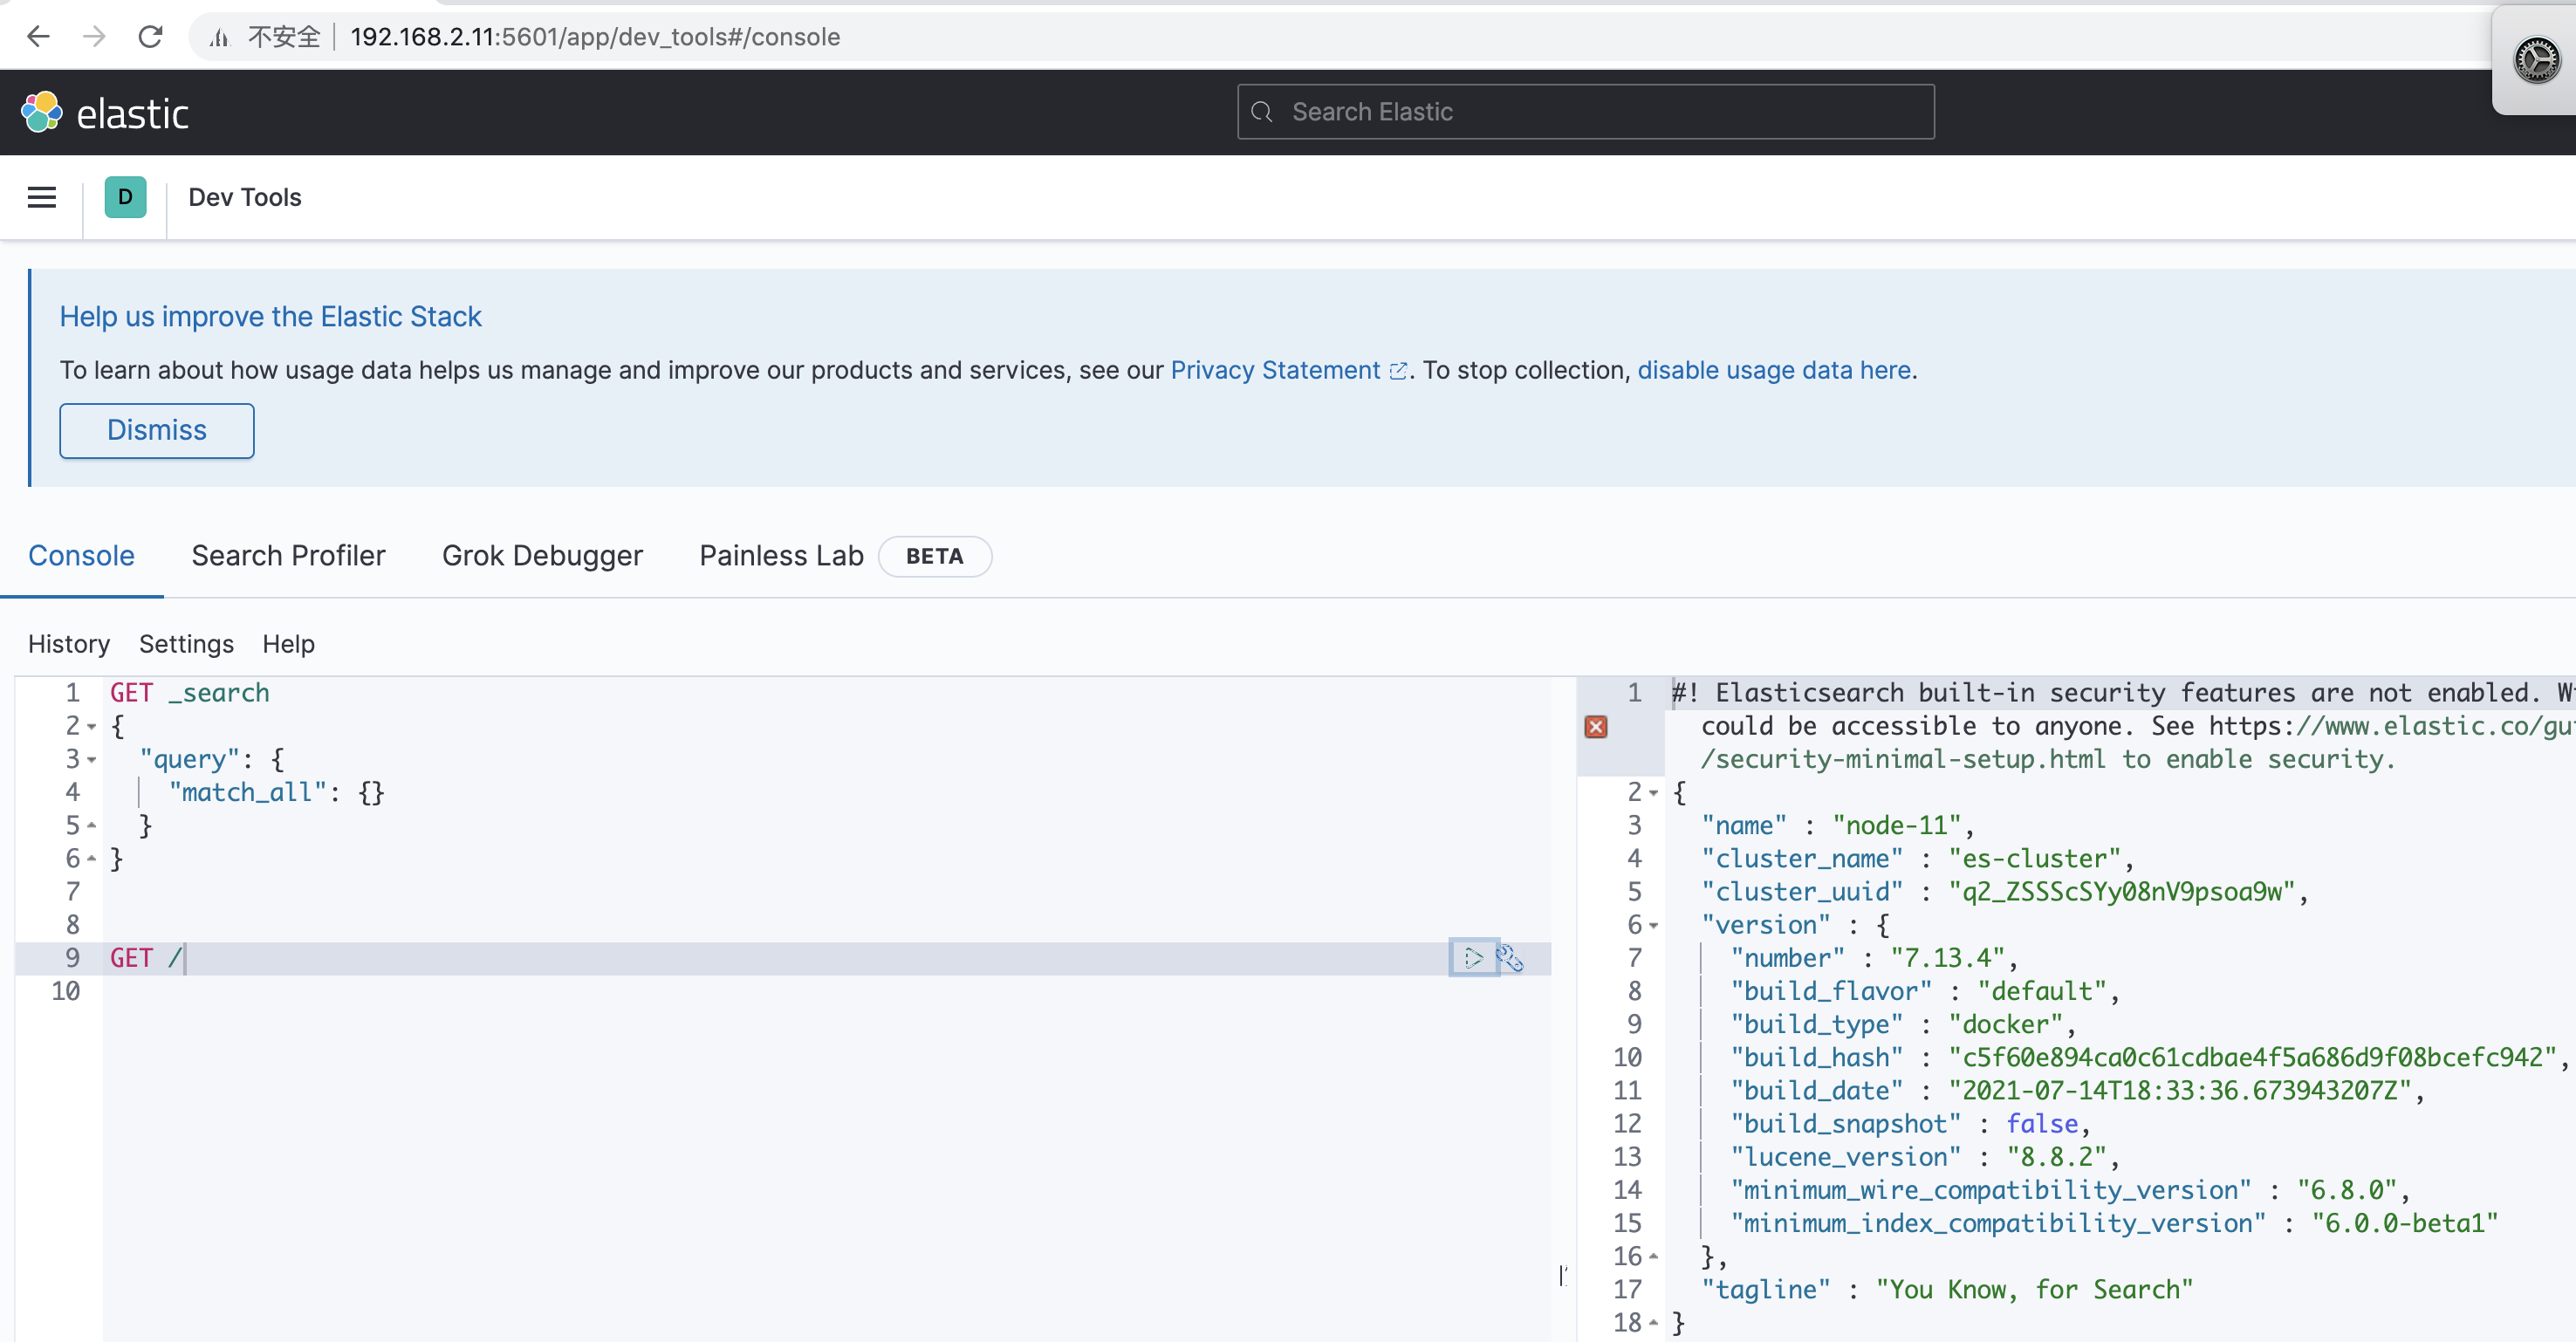 不安全 192.168.2.11:5601/app/dev_tools#/console
elastic
Search Elastic
D
Dev Tools
Help us improve the Elastic Stack
To learn about how usage data helps us manage and improve our products and services, see our Privacy Statement. To stop collection, disable usage data here.
Dismiss
Console
Search Profiler
Grok Debugger
Painless Lab
BETA
History
Settings
Help
1 GET _search
2 {
3 "query": {
4 "match_all": {}
5 }
6 }
7
8
9 GET /
10
1 #! Elasticsearch built-in security features are not enabled.
could be accessible to anyone. See https://www.elastic.co/
/security-minimal-setup.html to enable security.
2 {
3 "name" : "node-11",
4 "cluster_name" : "es-cluster",
5 "cluster_uuid" : "q2_ZSSScSYy08nV9psoa9w",
6 "version" : {
7 "number" : "7.13.4",
8 "build_flavor" : "default",
9 "build_type" : "docker",
10 "build_hash" : "c5f60e894ca0c61cdbae4f5a686d9f08bcefc942",
11 "build_date" : "2021-07-14T18:33:36.673943207Z",
12 "build_snapshot" : false,
13 "lucene_version" : "8.8.2",
14 "minimum_wire_compatibility_version" : "6.8.0",
15 "minimum_index_compatibility_version" : "6.0.0-beta1"
16 },
17 "tagline" : "You Know, for Search"
18 }